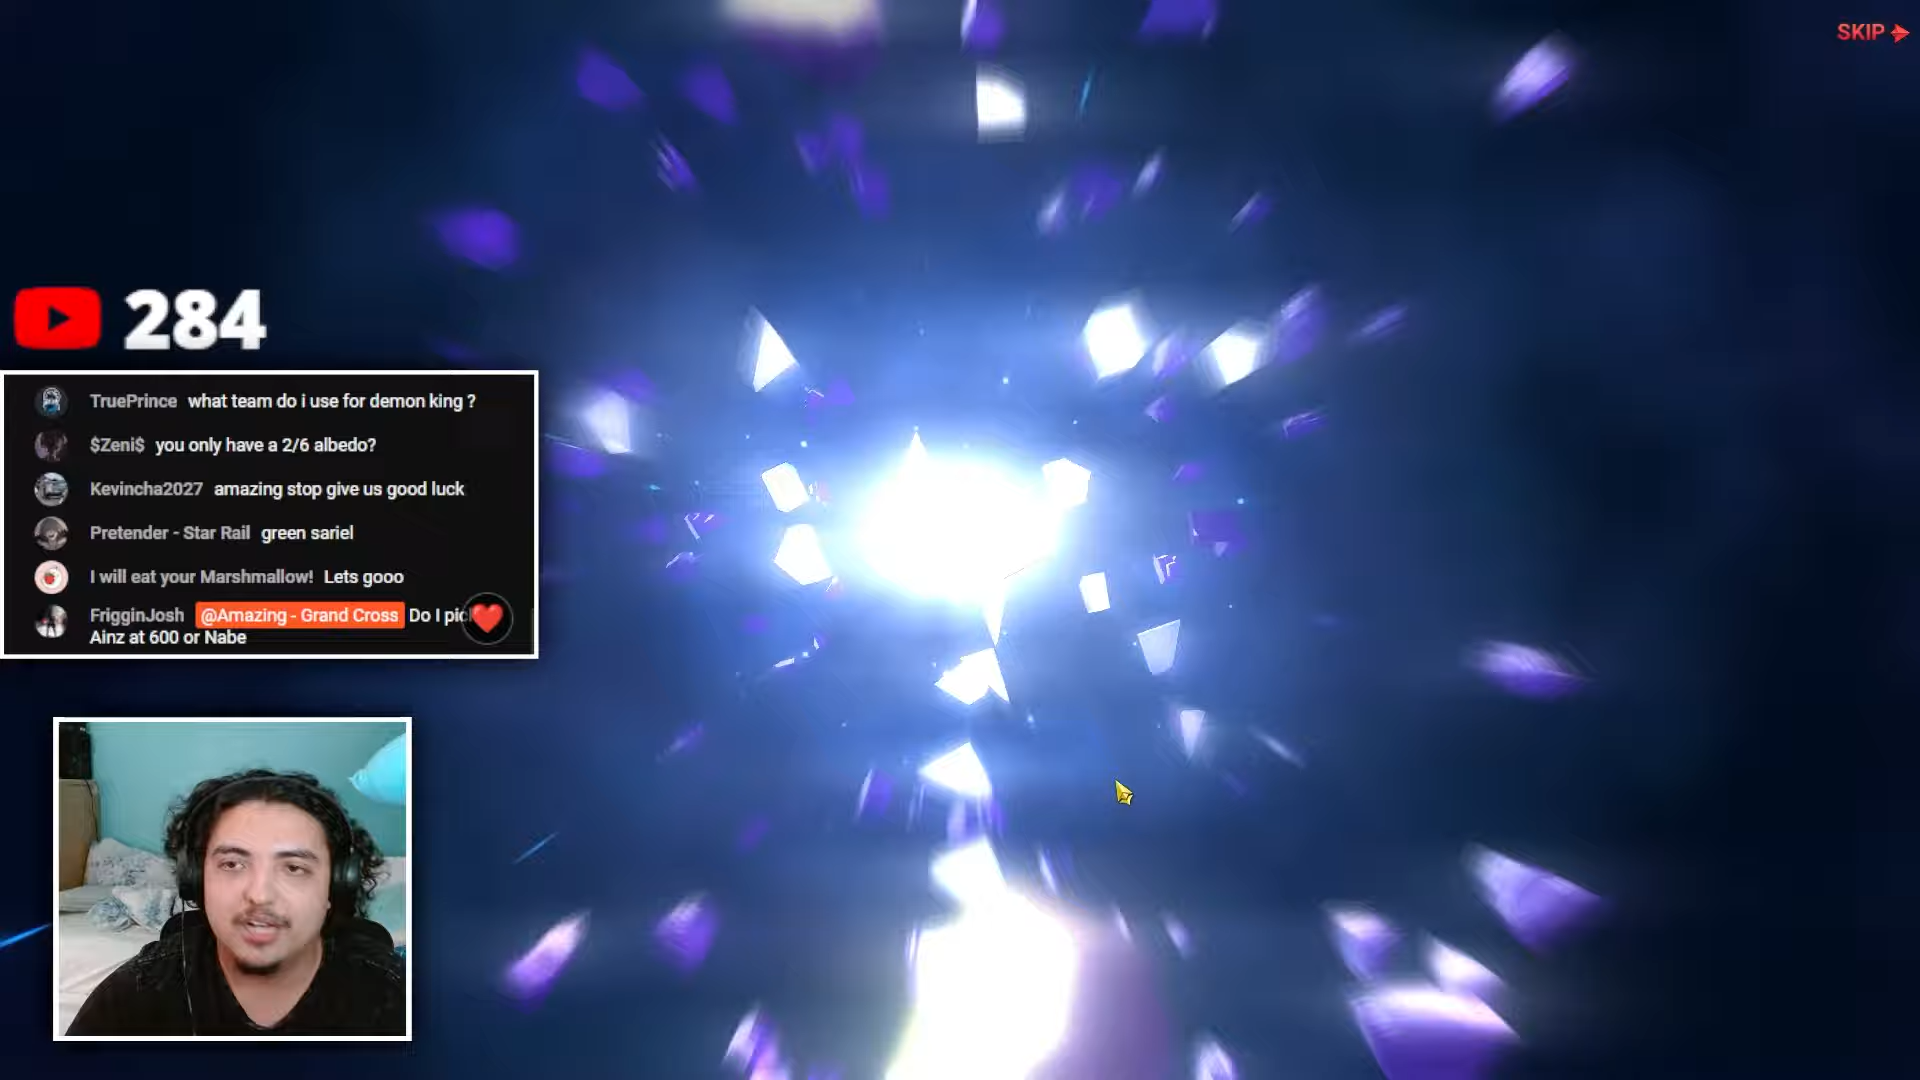 SKIP
284
TruePrince what team do i use for demon king ?
$Zeni$ you only have a 2/6 albedo?
Kevincha2027 amazing stop give us good luck
Pretender - Star Rail green sariel
I will eat your Marshmallow! Lets gooo
FrigginJosh @Amazing - Grand Cross Do I
Ainz at 600 or Nabe